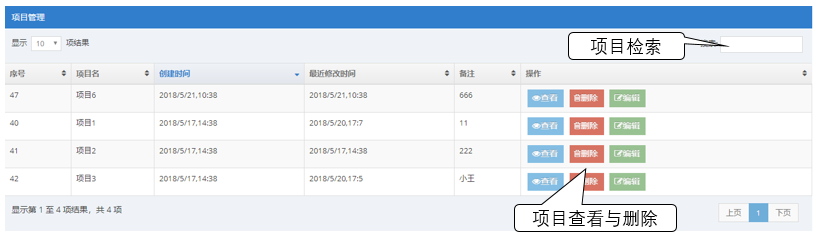 项目管理
显示 10 项结果
项目检索
序号 项目名 创建时间 最近修改时间 备注 操作
47 项目6 2018/5/21,10:38 2018/5/21,10:38 666 查看 删除 编辑
40 项目1 2018/5/17,14:38 2018/5/20,17:7 11 查看 删除 编辑
41 项目2 2018/5/17,14:38 2018/5/17,14:38 222 查看 删除 编辑
42 项目3 2018/5/17,14:38 2018/5/20,17:5 小王 查看 删除 编辑
项目查看与删除
显示第 1 至 4 项结果，共 4 项 上页 1 下页